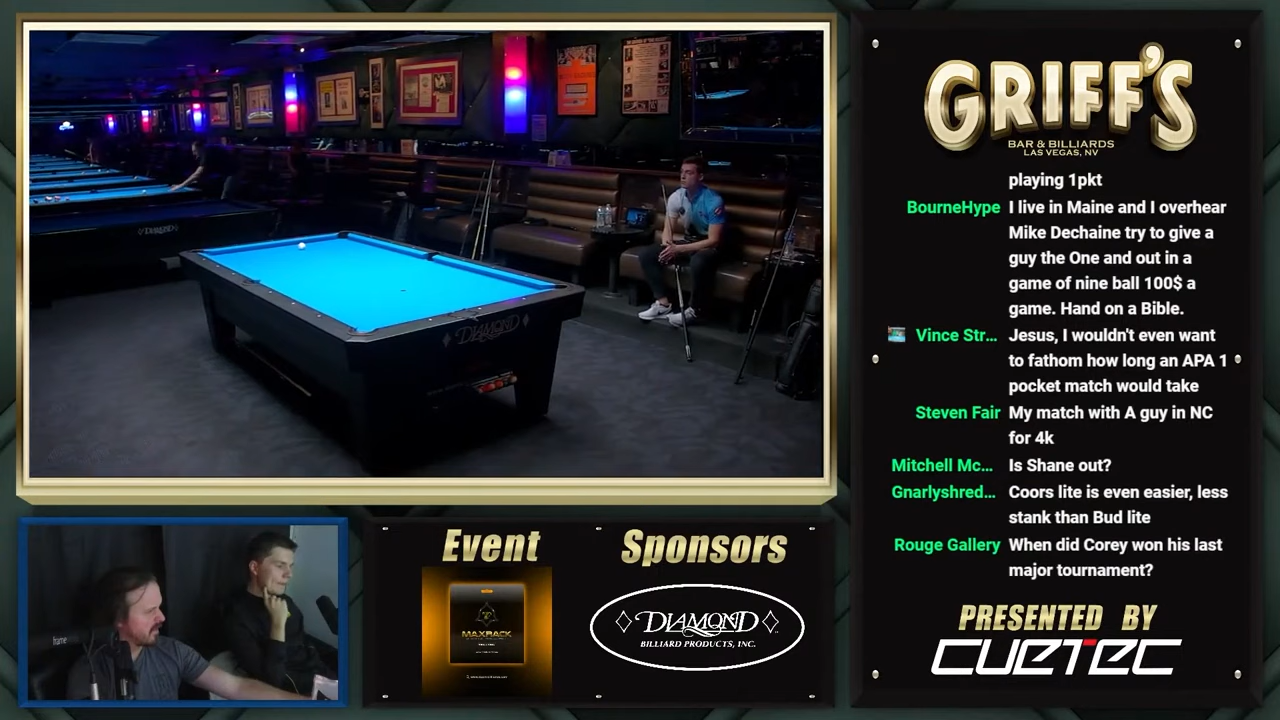 GRIFF'S
BAR & BILLIARDS
LAS VEGAS, NV
playing 1pkt
BourneHype I live in Maine and I overhear
Mike Dechaine try to give a
guy the One and out in a
game of nine ball 100$ a
game. Hand on a Bible.
Vince Str... Jesus, I wouldn't even want
to fathom how long an APA 1
pocket match would take
Steven Fair My match with A guy in NC
for 4k
Mitchell Mc... Is Shane out?
Gnarlyshred... Coors lite is even easier, less
stank than Bud lite
Rouge Gallery When did Corey won his last
major tournament?
PRESENTED BY
CUETEC
DIAMOND
DIAMOND
Event Sponsors
MAXRACK
DIAMOND
BILLIARD PRODUCTS, INC.
frame